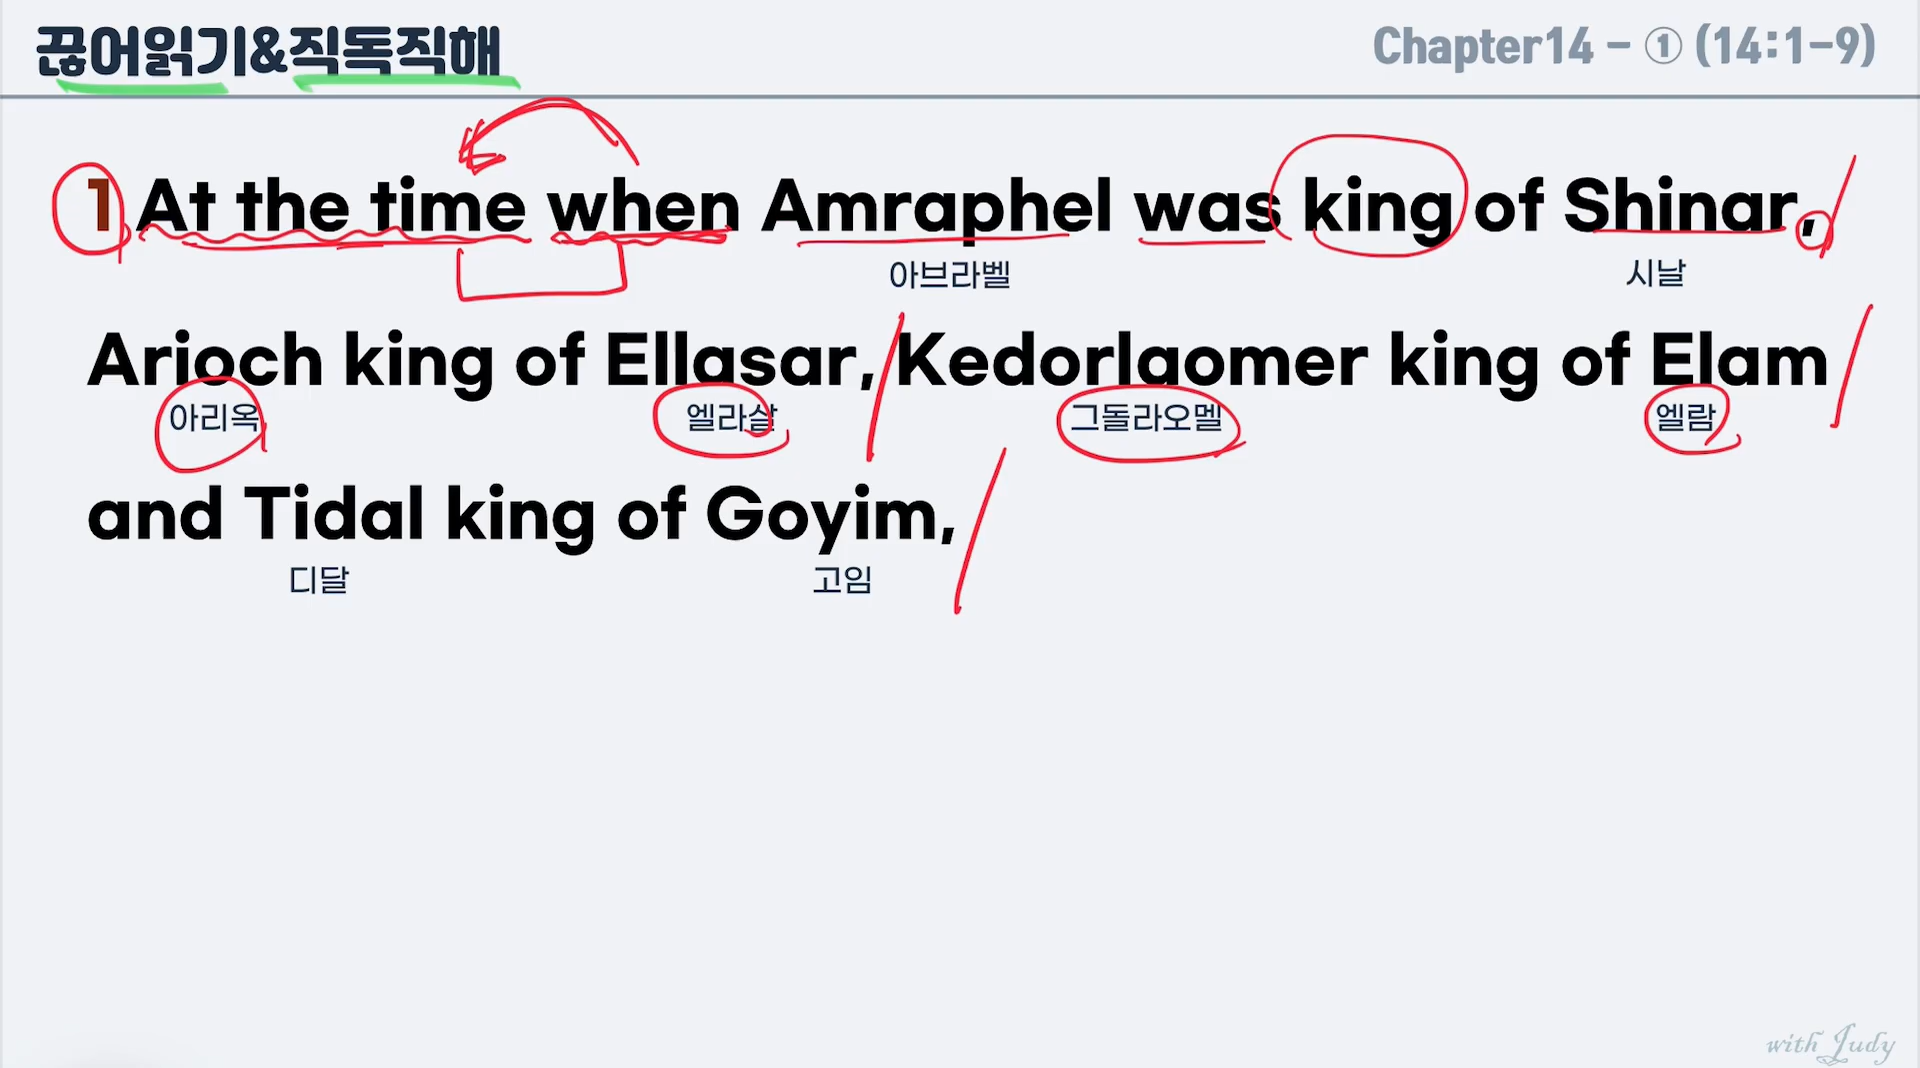 끊어읽기&직독직해
Chapter14 – ① (14:1-9)
1 At the time when Amraphel was king of Shinar,
아브라벨 시날
Arioch king of Ellasar, Kedorlaomer king of Elam
아리옥 엘라살 그돌라오멜 엘람
and Tidal king of Goyim,
디달 고임
with Judy